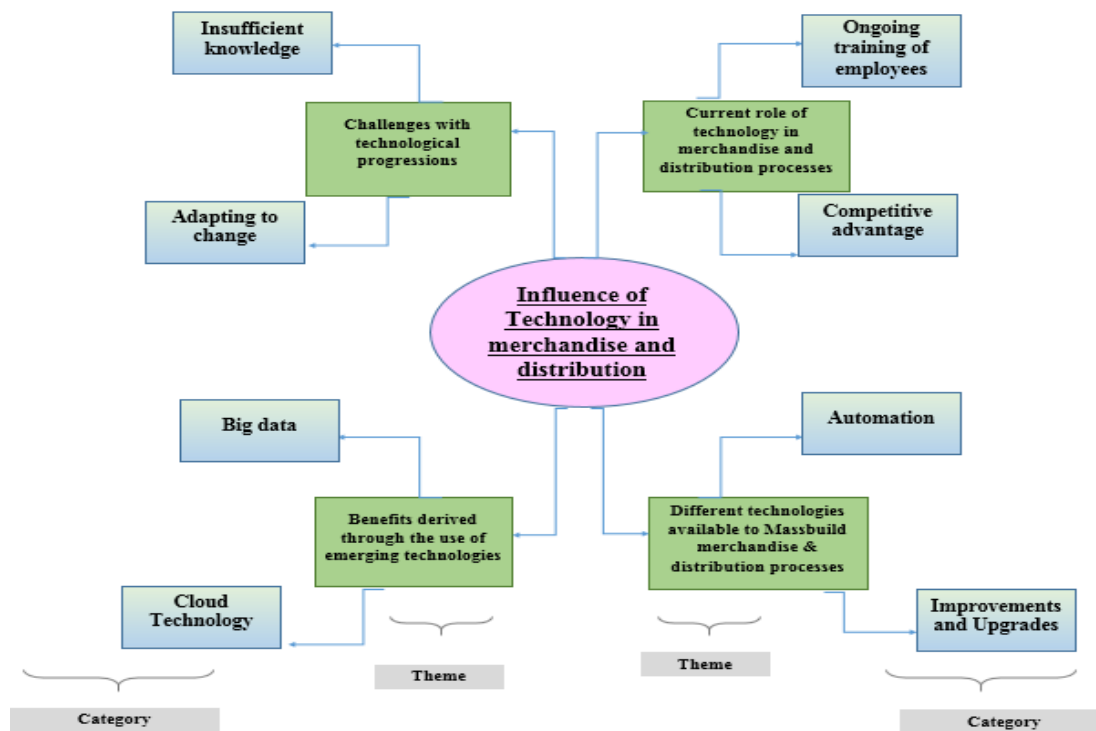 Insufficient
knowledge
Ongoing
training of
employees
Challenges with
technological
progressions
Current role of
technology in
merchandise and
distribution processes
Adapting to
change
Competitive
advantage
Influence of
Technology in
merchandise and
distribution
Big data
Automation
Benefits derived
through the use of
emerging technologies
Different technologies
available to Massbuild
merchandise &
distribution processes
Cloud
Technology
Improvements
and Upgrades
Theme
Theme
Category
Category